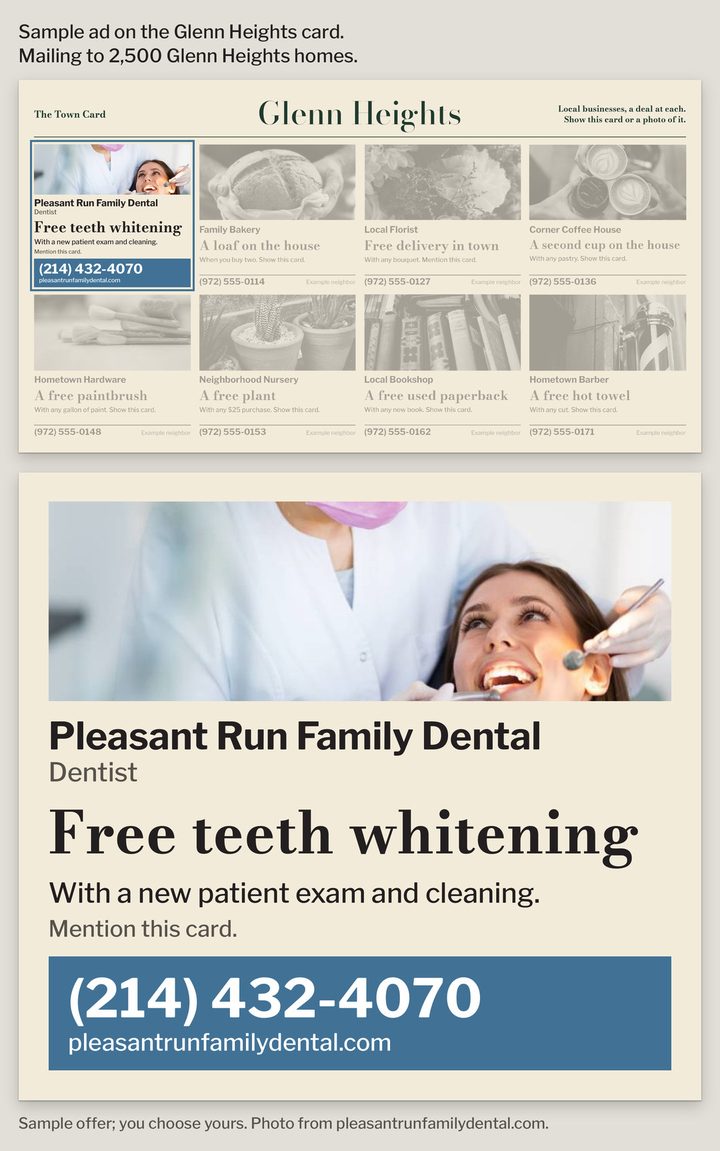 Sample ad on the Glenn Heights card.
Mailing to 2,500 Glenn Heights homes.
The Town Card
Glenn Heights
Local businesses, a deal at each.
Show this card or a photo of it.
Pleasant Run Family Dental
Dentist
Free teeth whitening
With a new patient exam and cleaning.
Mention this card.
(214) 432-4070
pleasantrunfamilydental.com
Family Bakery
A loaf on the house
When you buy two. Show this card.
(972) 555-0114 Example neighbor
Local Florist
Free delivery in town
With any bouquet. Mention this card.
(972) 555-0127 Example neighbor
Corner Coffee House
A second cup on the house
With any pastry. Show this card.
(972) 555-0136 Example neighbor
Hometown Hardware
A free paintbrush
With any gallon of paint. Show this card.
(972) 555-0148 Example neighbor
Neighborhood Nursery
A free plant
With any $25 purchase. Show this card.
(972) 555-0153 Example neighbor
Local Bookshop
A free used paperback
With any new book. Show this card.
(972) 555-0162 Example neighbor
Hometown Barber
A free hot towel
With any cut. Show this card.
(972) 555-0171 Example neighbor
Pleasant Run Family Dental
Dentist
Free teeth whitening
With a new patient exam and cleaning.
Mention this card.
(214) 432-4070
pleasantrunfamilydental.com
Sample offer; you choose yours. Photo from pleasantrunfamilydental.com.